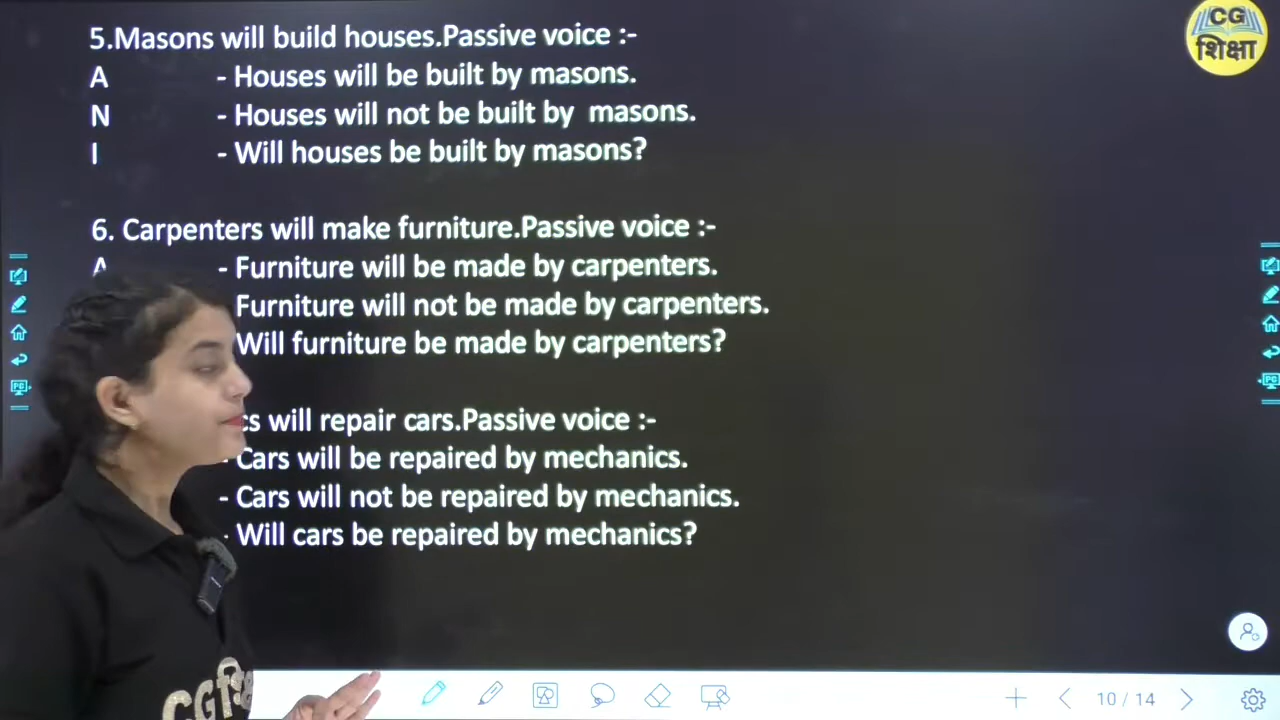 CG
शिक्षा
5.Masons will build houses.Passive voice :-
A - Houses will be built by masons.
N - Houses will not be built by masons.
I - Will houses be built by masons?
6. Carpenters will make furniture.Passive voice :-
A - Furniture will be made by carpenters.
Furniture will not be made by carpenters.
Will furniture be made by carpenters?
cs will repair cars.Passive voice :-
- Cars will be repaired by mechanics.
- Cars will not be repaired by mechanics.
- Will cars be repaired by mechanics?
10 / 14